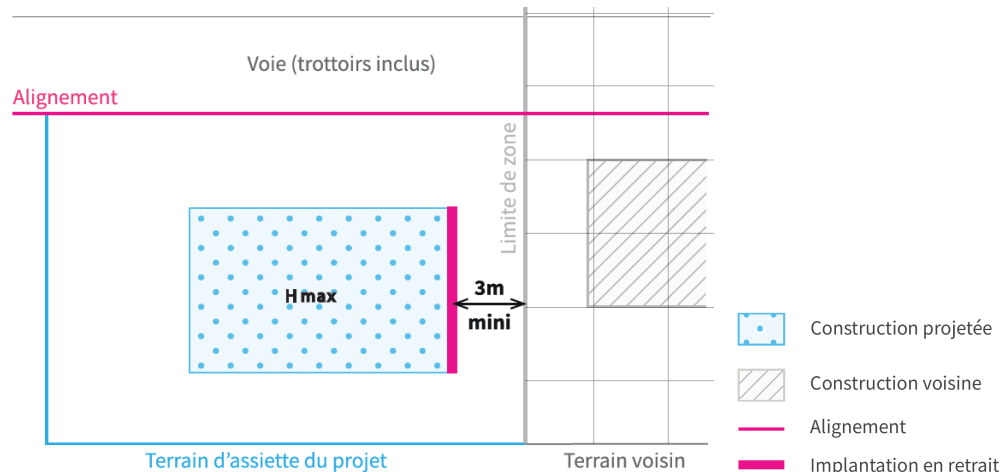 Voie (trottoirs inclus)
Alignement
Limite de zone
H max
3m
mini
Terrain d'assiette du projet
Terrain voisin
Construction projetée
Construction voisine
Alignement
Implantation en retrait